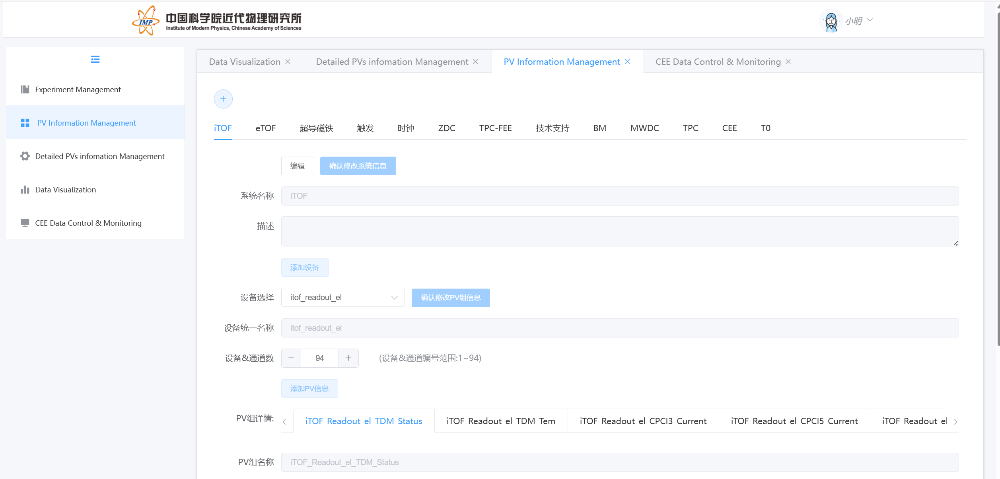 IMP
中国科学院近代物理研究所
Institute of Modern Physics, Chinese Academy of Sciences
小明
Experiment Management
PV Information Management
Detailed PVs infomation Management
Data Visualization
CEE Data Control & Monitoring
Data Visualization
Detailed PVs infomation Management
PV Information Management
CEE Data Control & Monitoring
iTOF eTOF 超导磁铁 触发 时钟 ZDC TPC-FEE 技术支持 BM MWDC TPC CEE T0
编辑 确认修改系统信息
系统名称 iTOF
描述
添加设备
设备选择 itof_readout_el 确认修改PV组信息
设备统一名称 itof_readout_el
设备&通道数 94 (设备&通道编号范围:1~94)
添加PV信息
PV组详情: iTOF_Readout_el_TDM_Status iTOF_Readout_el_TDM_Tem iTOF_Readout_el_CPCI3_Current iTOF_Readout_el_CPCI5_Current iTOF_Readout_el
PV组名称 iTOF_Readout_el_TDM_Status